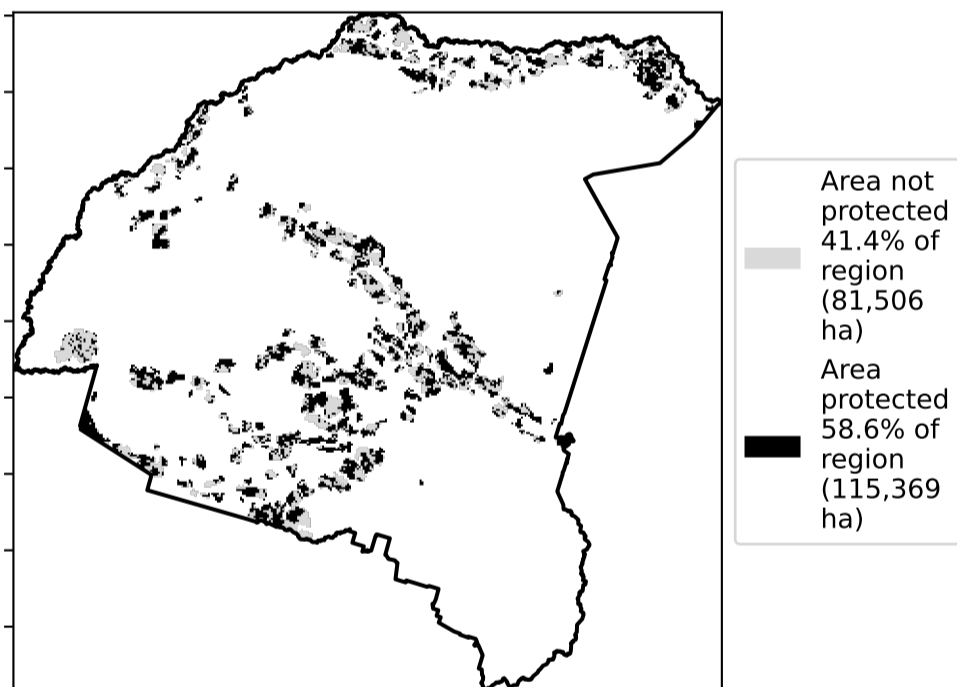 Area not
protected
41.4% of
region
(81,506
ha)
Area
protected
58.6% of
region
(115,369
ha)